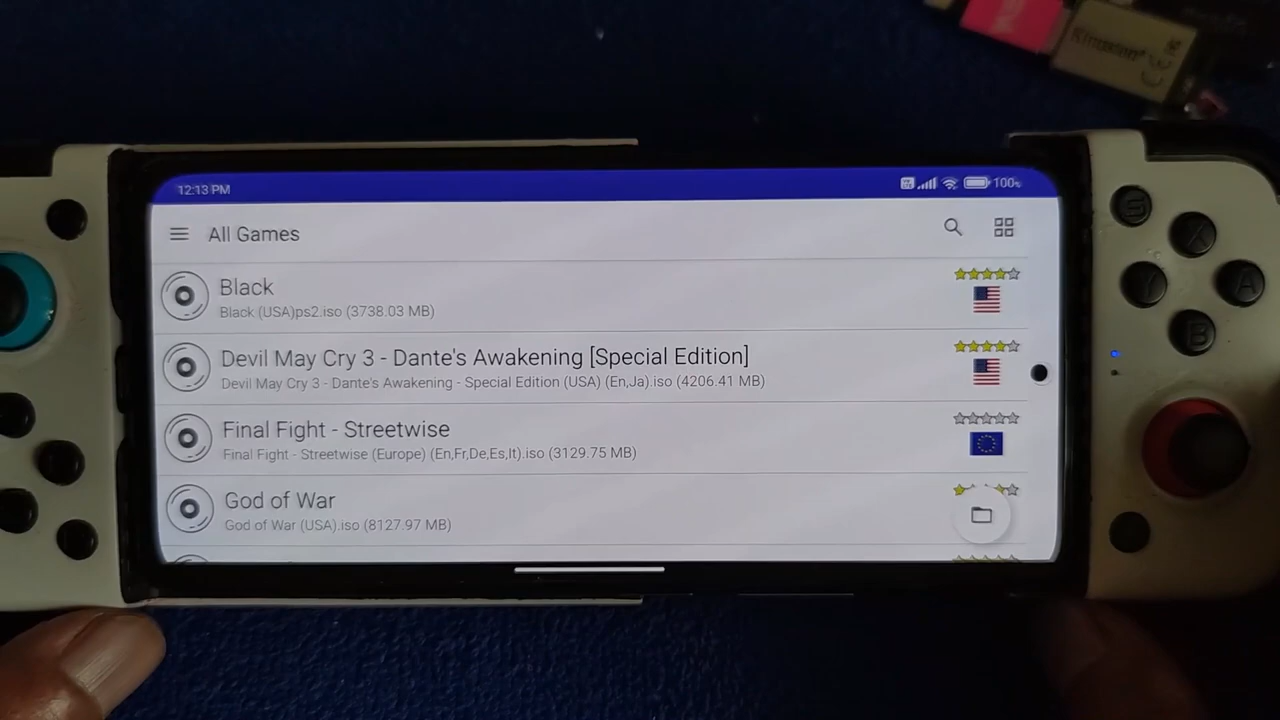 Kingston
CE
12:13 PM
100%
All Games
Black
Black (USA)ps2.iso (3738.03 MB)
Devil May Cry 3 - Dante's Awakening [Special Edition]
Devil May Cry 3 - Dante's Awakening - Special Edition (USA) (En,Ja).iso (4206.41 MB)
Final Fight - Streetwise
Final Fight - Streetwise (Europe) (En,Fr,De,Es,It).iso (3129.75 MB)
God of War
God of War (USA).iso (8127.97 MB)
S
X
Y
A
B